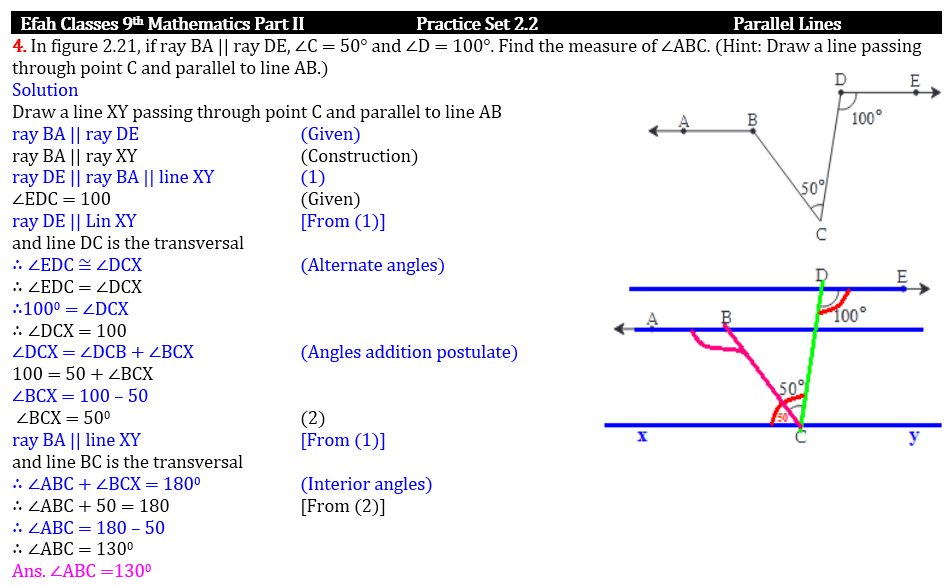 Efah Classes 9th Mathematics Part II Practice Set 2.2 Parallel Lines
4. In figure 2.21, if ray BA || ray DE, ∠C = 50° and ∠D = 100°. Find the measure of ∠ABC. (Hint: Draw a line passing
through point C and parallel to line AB.)
Solution
Draw a line XY passing through point C and parallel to line AB
ray BA || ray DE (Given)
ray BA || ray XY (Construction)
ray DE || ray BA || line XY (1)
∠EDC = 100 (Given)
ray DE || Lin XY [From (1)]
and line DC is the transversal
∴ ∠EDC ≅ ∠DCX (Alternate angles)
∴ ∠EDC = ∠DCX
∴100⁰ = ∠DCX
∴ ∠DCX = 100
∠DCX = ∠DCB + ∠BCX (Angles addition postulate)
100 = 50 + ∠BCX
∠BCX = 100 – 50
∠BCX = 50⁰ (2)
ray BA || line XY [From (1)]
and line BC is the transversal
∴ ∠ABC + ∠BCX = 180⁰ (Interior angles)
∴ ∠ABC + 50 = 180 [From (2)]
∴ ∠ABC = 180 – 50
∴ ∠ABC = 130⁰
Ans. ∠ABC =130⁰
D E
100°
A B
50°
C
D E
100°
A B
50°
50
x C y